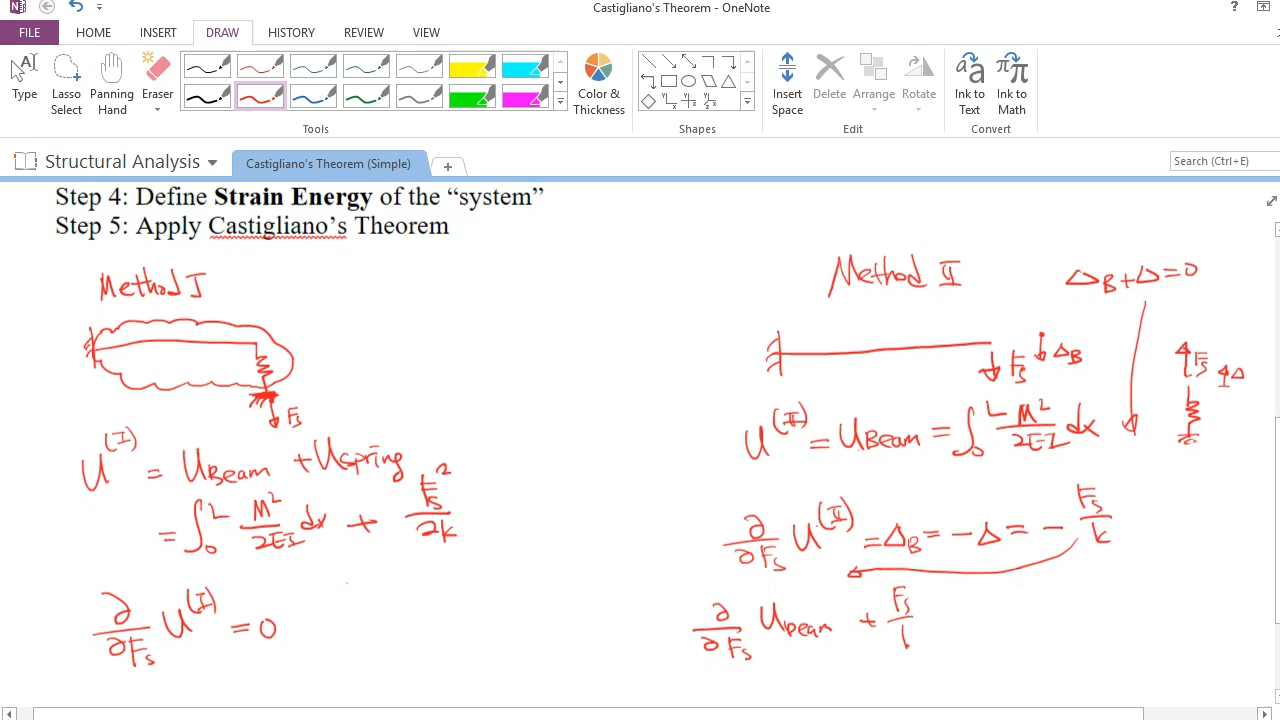 Castigliano's Theorem - OneNote
FILE HOME INSERT DRAW HISTORY REVIEW VIEW
Type
Lasso Select
Panning Hand
Eraser
Color & Thickness
Insert Space
Delete
Arrange
Rotate
Ink to Text
Ink to Math
Tools
Shapes
Edit
Convert
Structural Analysis
Castigliano's Theorem (Simple)
Search (Ctrl+E)
Step 4: Define Strain Energy of the “system”
Step 5: Apply Castigliano’s Theorem
Method I
F_s
U^(I) = U_Beam + U_Spring
= ∫_0^L M²/2EI dx + F_s²/2k
∂/∂F_s U^(I) = 0
Method II
Δ_B + Δ = 0
F_s
Δ_B
F_s
Δ
U^(II) = U_Beam = ∫_0^L M²/2EI dx
∂/∂F_s U^(II) = Δ_B = -Δ = - F_s/k
∂/∂F_s U_Beam + F_s/